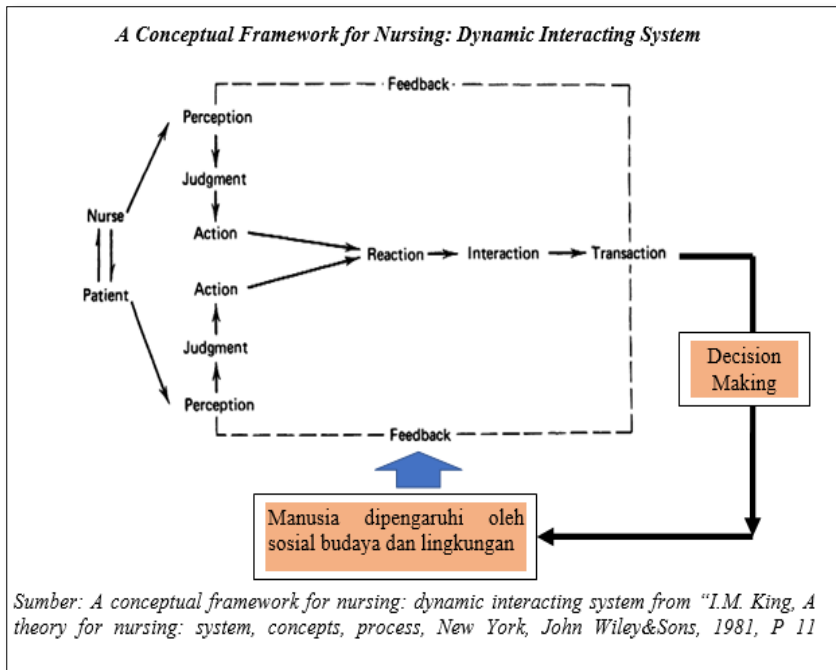 A Conceptual Framework for Nursing: Dynamic Interacting System
Feedback
Perception
Judgment
Nurse
Action
Reaction
Interaction
Transaction
Patient
Action
Judgment
Perception
Feedback
Decision
Making
Manusia dipengaruhi oleh
sosial budaya dan lingkungan
Sumber: A conceptual framework for nursing: dynamic interacting system from “I.M. King, A
theory for nursing: system, concepts, process, New York, John Wiley&Sons, 1981, P 11